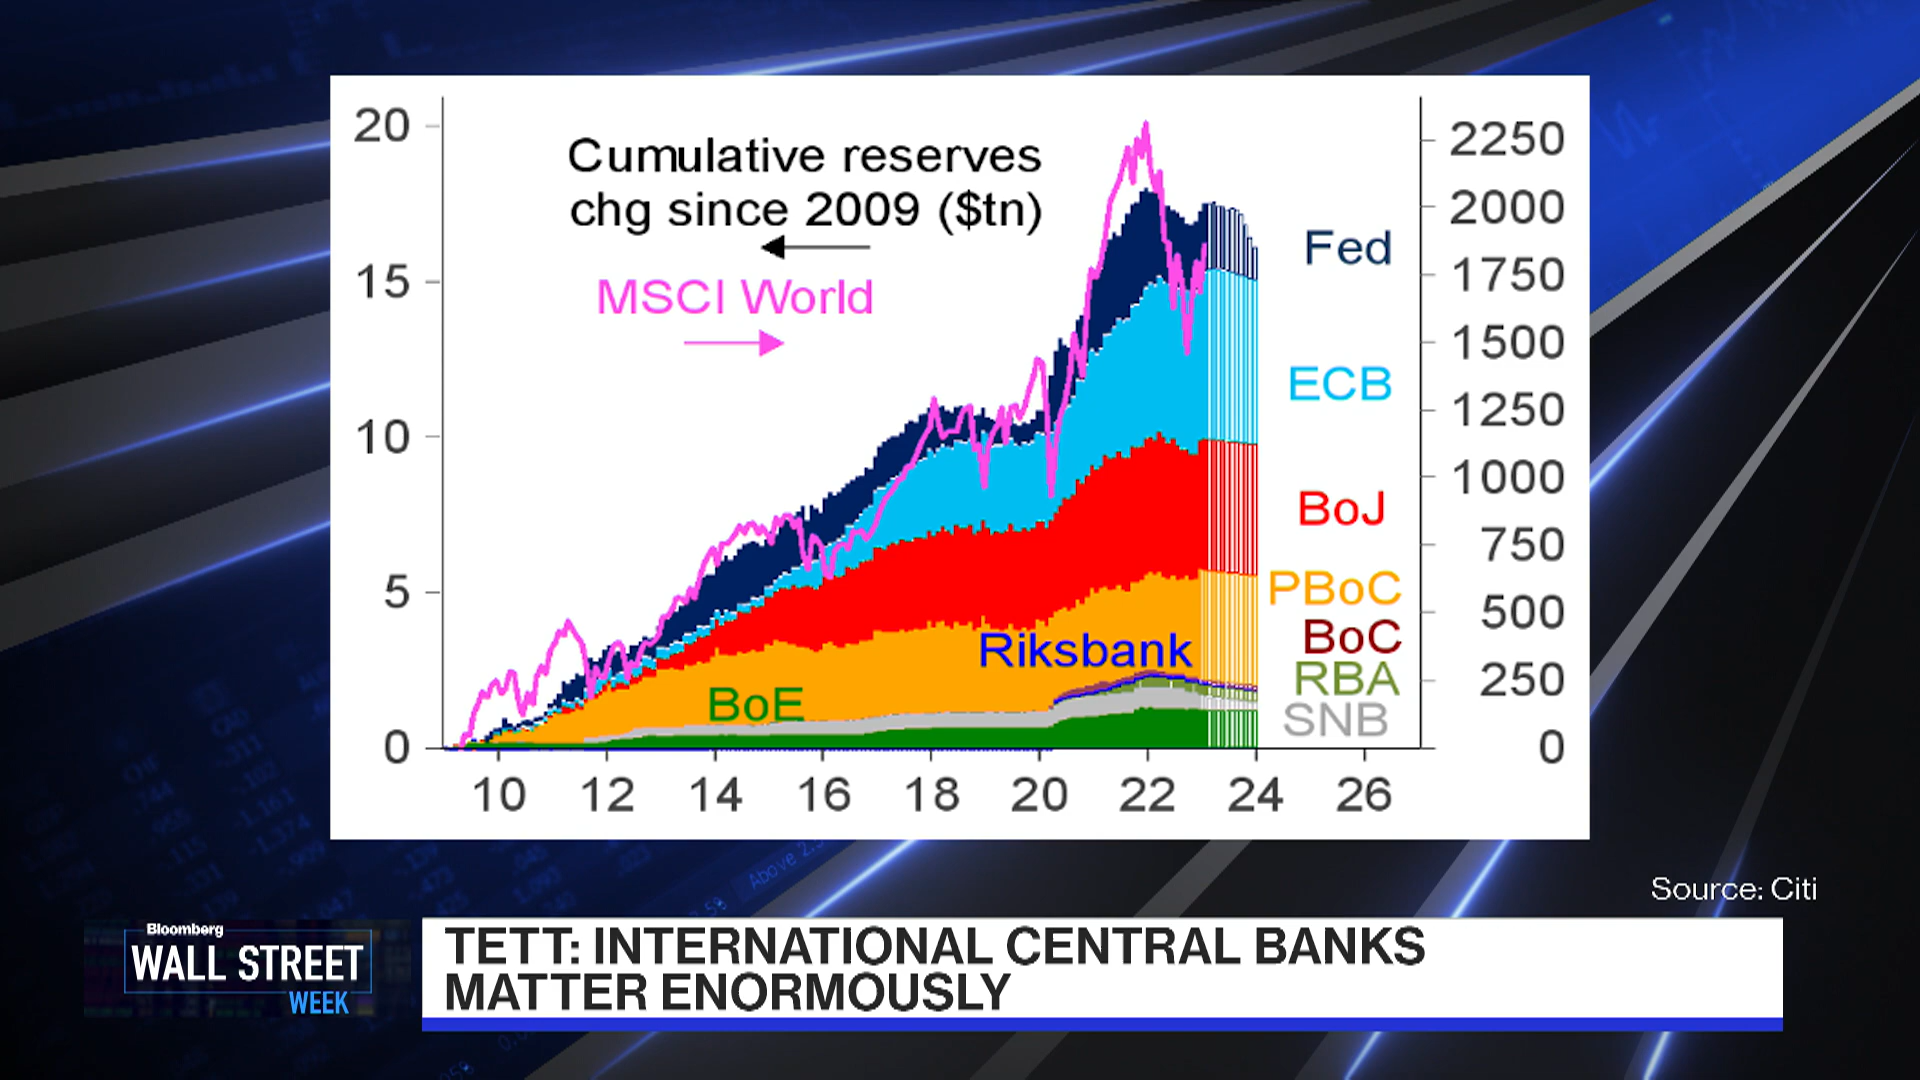 20
15
10
5
0
Cumulative reserves
chg since 2009 ($tn)
MSCI World
2250
2000
1750
1500
1250
1000
750
500
250
0
Fed
ECB
BoJ
PBoC
BoC
RBA
SNB
Riksbank
BoE
10 12 14 16 18 20 22 24 26
Source: Citi
Bloomberg
WALL STREET
WEEK
TETT: INTERNATIONAL CENTRAL BANKS
MATTER ENORMOUSLY